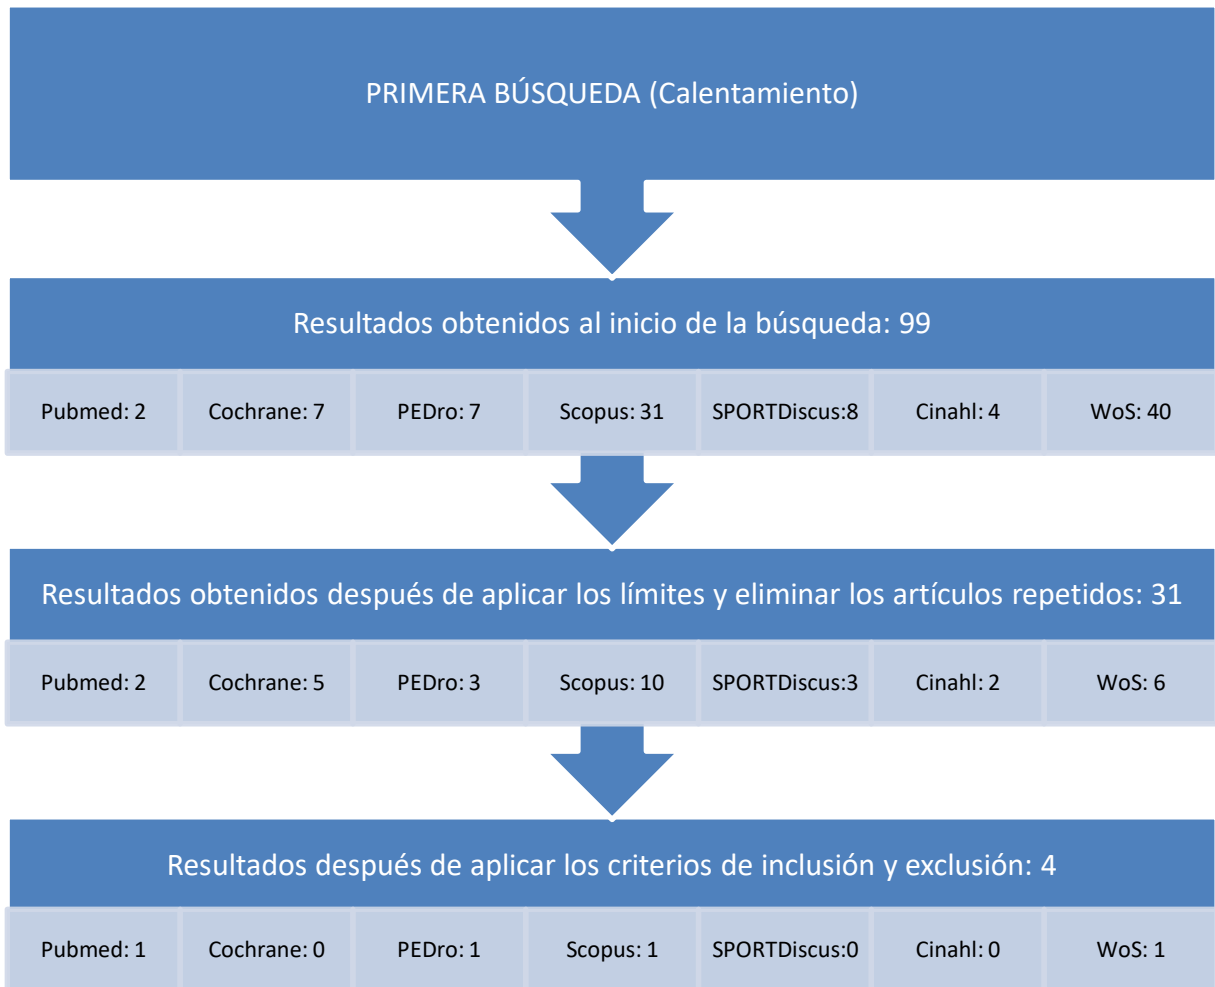 PRIMERA BÚSQUEDA (Calentamiento)
Resultados obtenidos al inicio de la búsqueda: 99
Pubmed: 2 Cochrane: 7 PEDro: 7 Scopus: 31 SPORTDiscus:8 Cinahl: 4 WoS: 40
Resultados obtenidos después de aplicar los límites y eliminar los artículos repetidos: 31
Pubmed: 2 Cochrane: 5 PEDro: 3 Scopus: 10 SPORTDiscus:3 Cinahl: 2 WoS: 6
Resultados después de aplicar los criterios de inclusión y exclusión: 4
Pubmed: 1 Cochrane: 0 PEDro: 1 Scopus: 1 SPORTDiscus:0 Cinahl: 0 WoS: 1